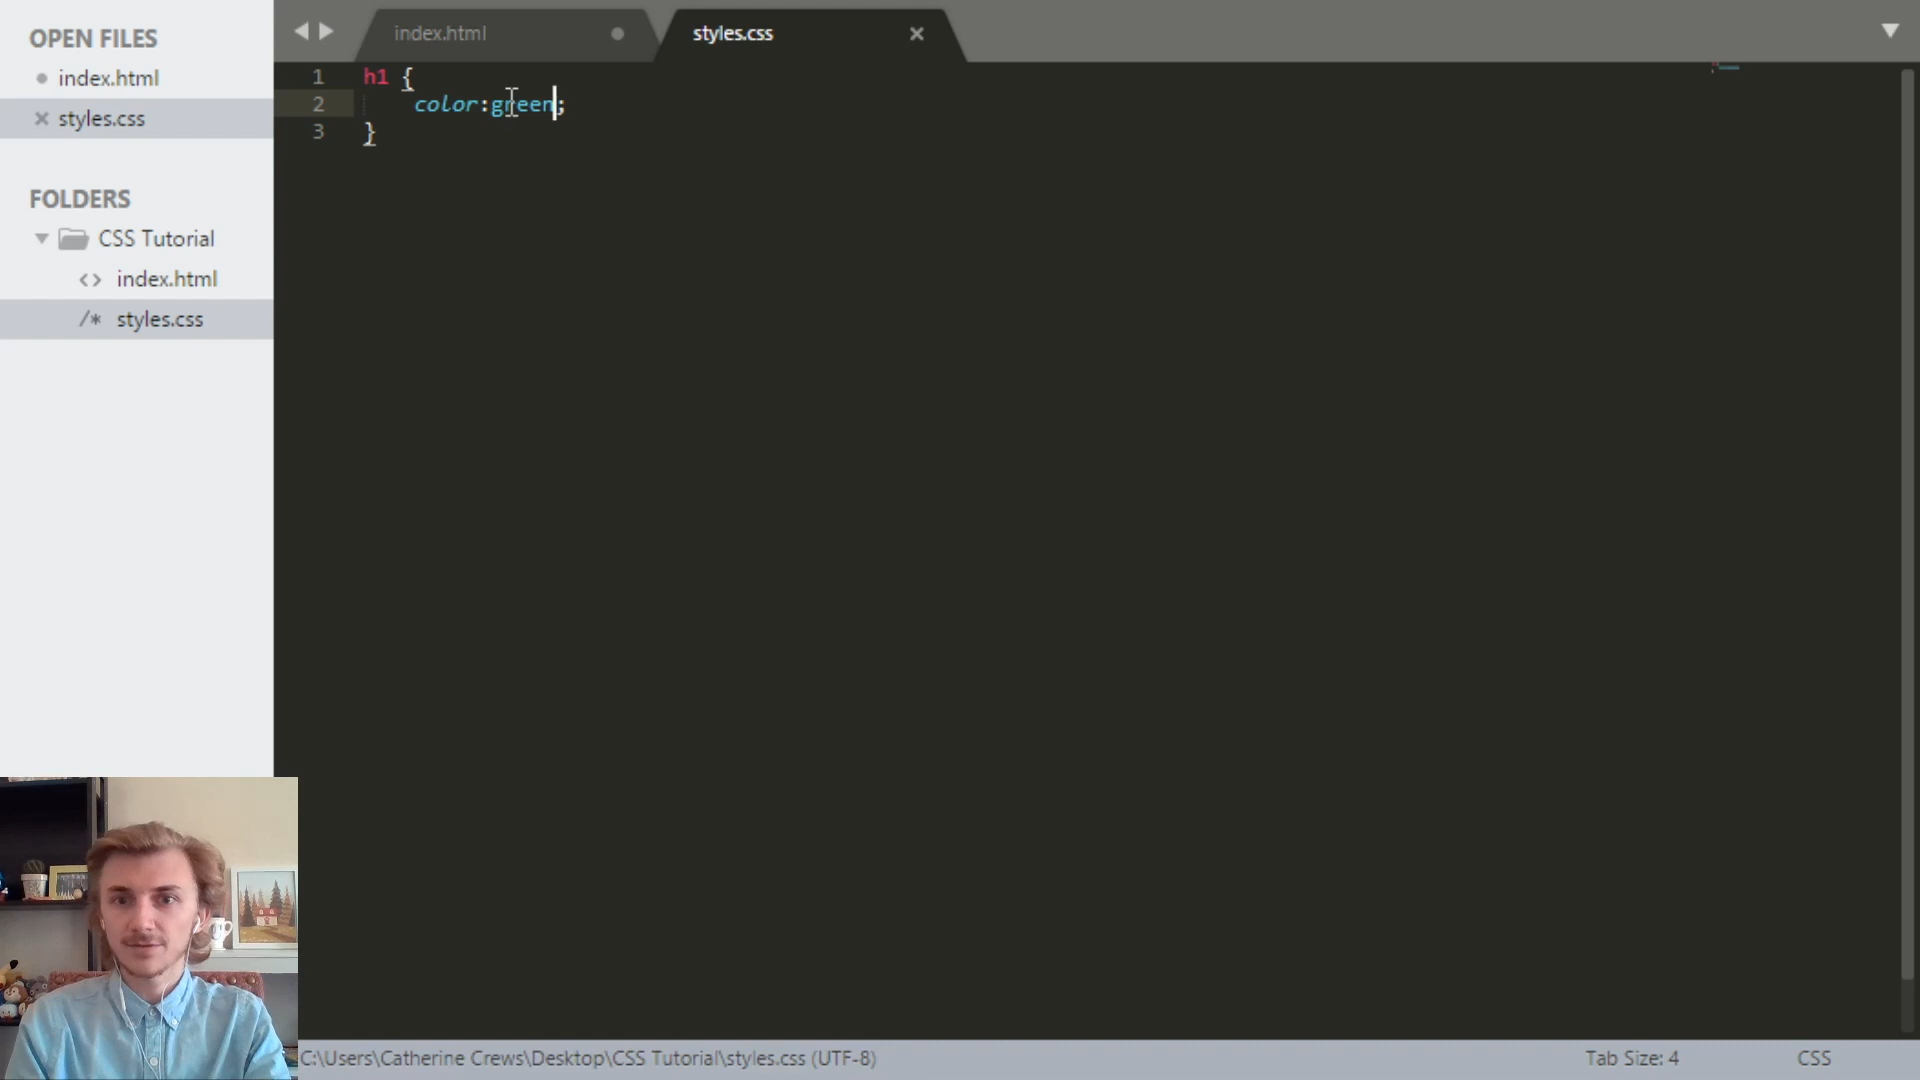 OPEN FILES
index.html
styles.css
FOLDERS
CSS Tutorial
<> index.html
/* styles.css
index.html
styles.css
1 h1 {
2 color:green;
3 }
C:\Users\Catherine Crews\Desktop\CSS Tutorial\styles.css (UTF-8)
Tab Size: 4
CSS